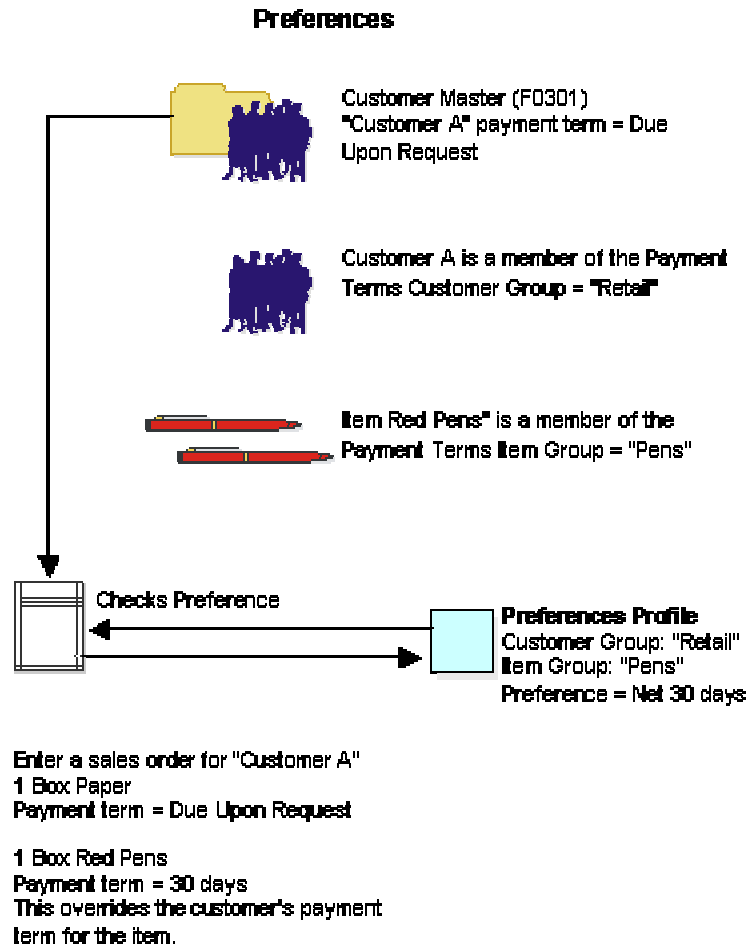 Preferences
Customer Master (F0301)
"Customer A" payment term = Due
Upon Request
Customer A is a member of the Payment
Terms Customer Group = "Retail"
Item Red Pens" is a member of the
Payment Terms Item Group = "Pens"
Checks Preference
Preferences Profile
Customer Group: "Retail"
Item Group: "Pens"
Preference = Net 30 days
Enter a sales order for "Customer A"
1 Box Paper
Payment term = Due Upon Request
1 Box Red Pens
Payment term = 30 days
This overrides the customer's payment
term for the item.